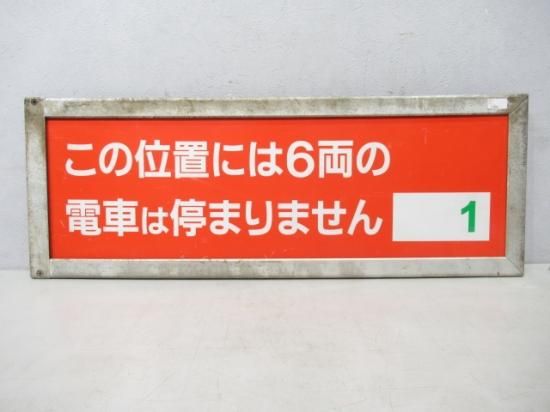 この位置には6両の
電車は停まりません
1